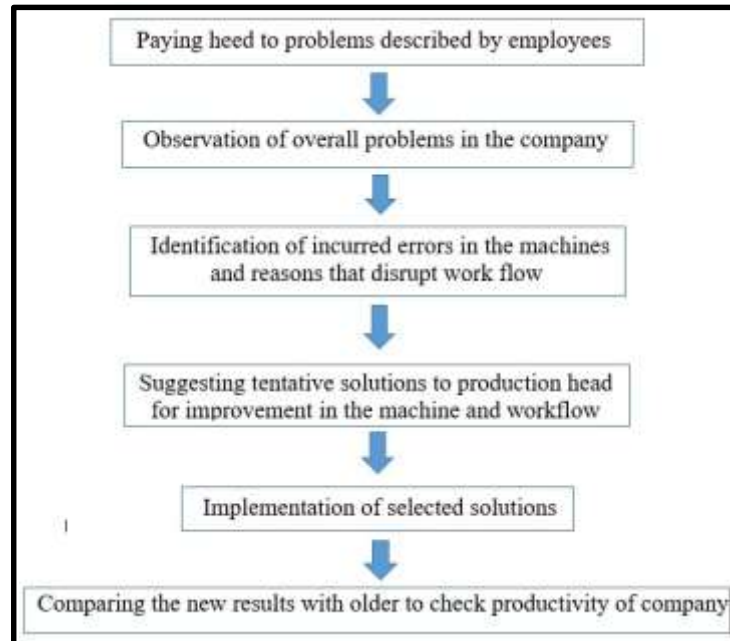 Paying heed to problems described by employees
Observation of overall problems in the company
Identification of incurred errors in the machines
and reasons that disrupt work flow
Suggesting tentative solutions to production head
for improvement in the machine and workflow
Implementation of selected solutions
Comparing the new results with older to check productivity of company